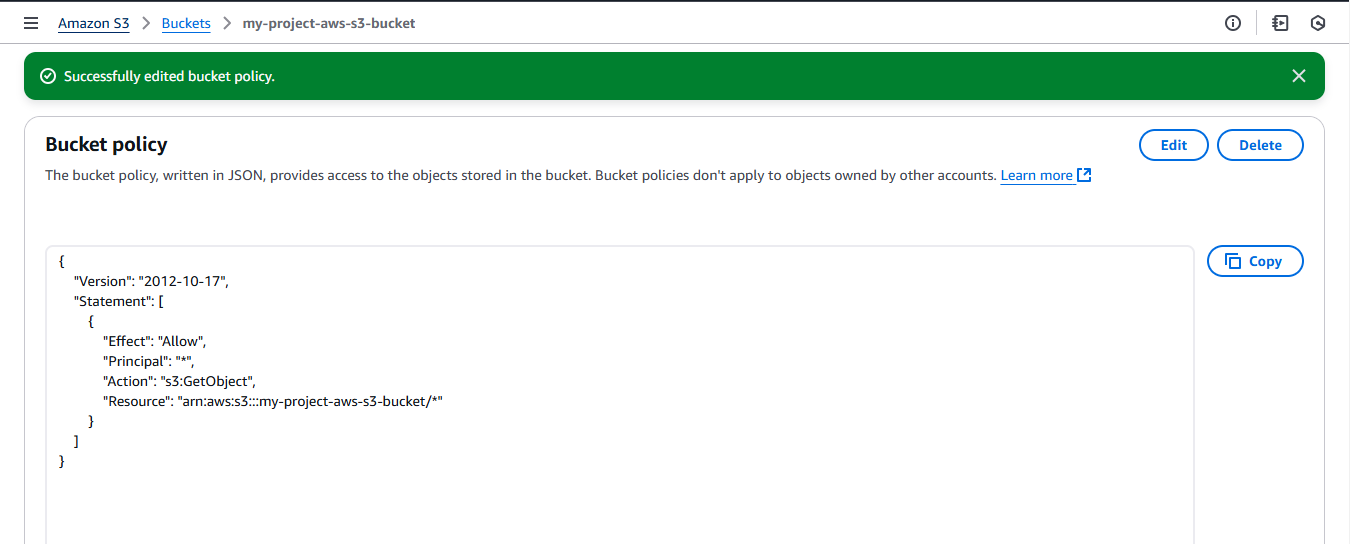 Amazon S3 > Buckets > my-project-aws-s3-bucket
Successfully edited bucket policy.
Bucket policy
Edit
Delete
The bucket policy, written in JSON, provides access to the objects stored in the bucket. Bucket policies don't apply to objects owned by other accounts. Learn more
Copy
{
    "Version": "2012-10-17",
    "Statement": [
        {
            "Effect": "Allow",
            "Principal": "*",
            "Action": "s3:GetObject",
            "Resource": "arn:aws:s3:::my-project-aws-s3-bucket/*"
        }
    ]
}